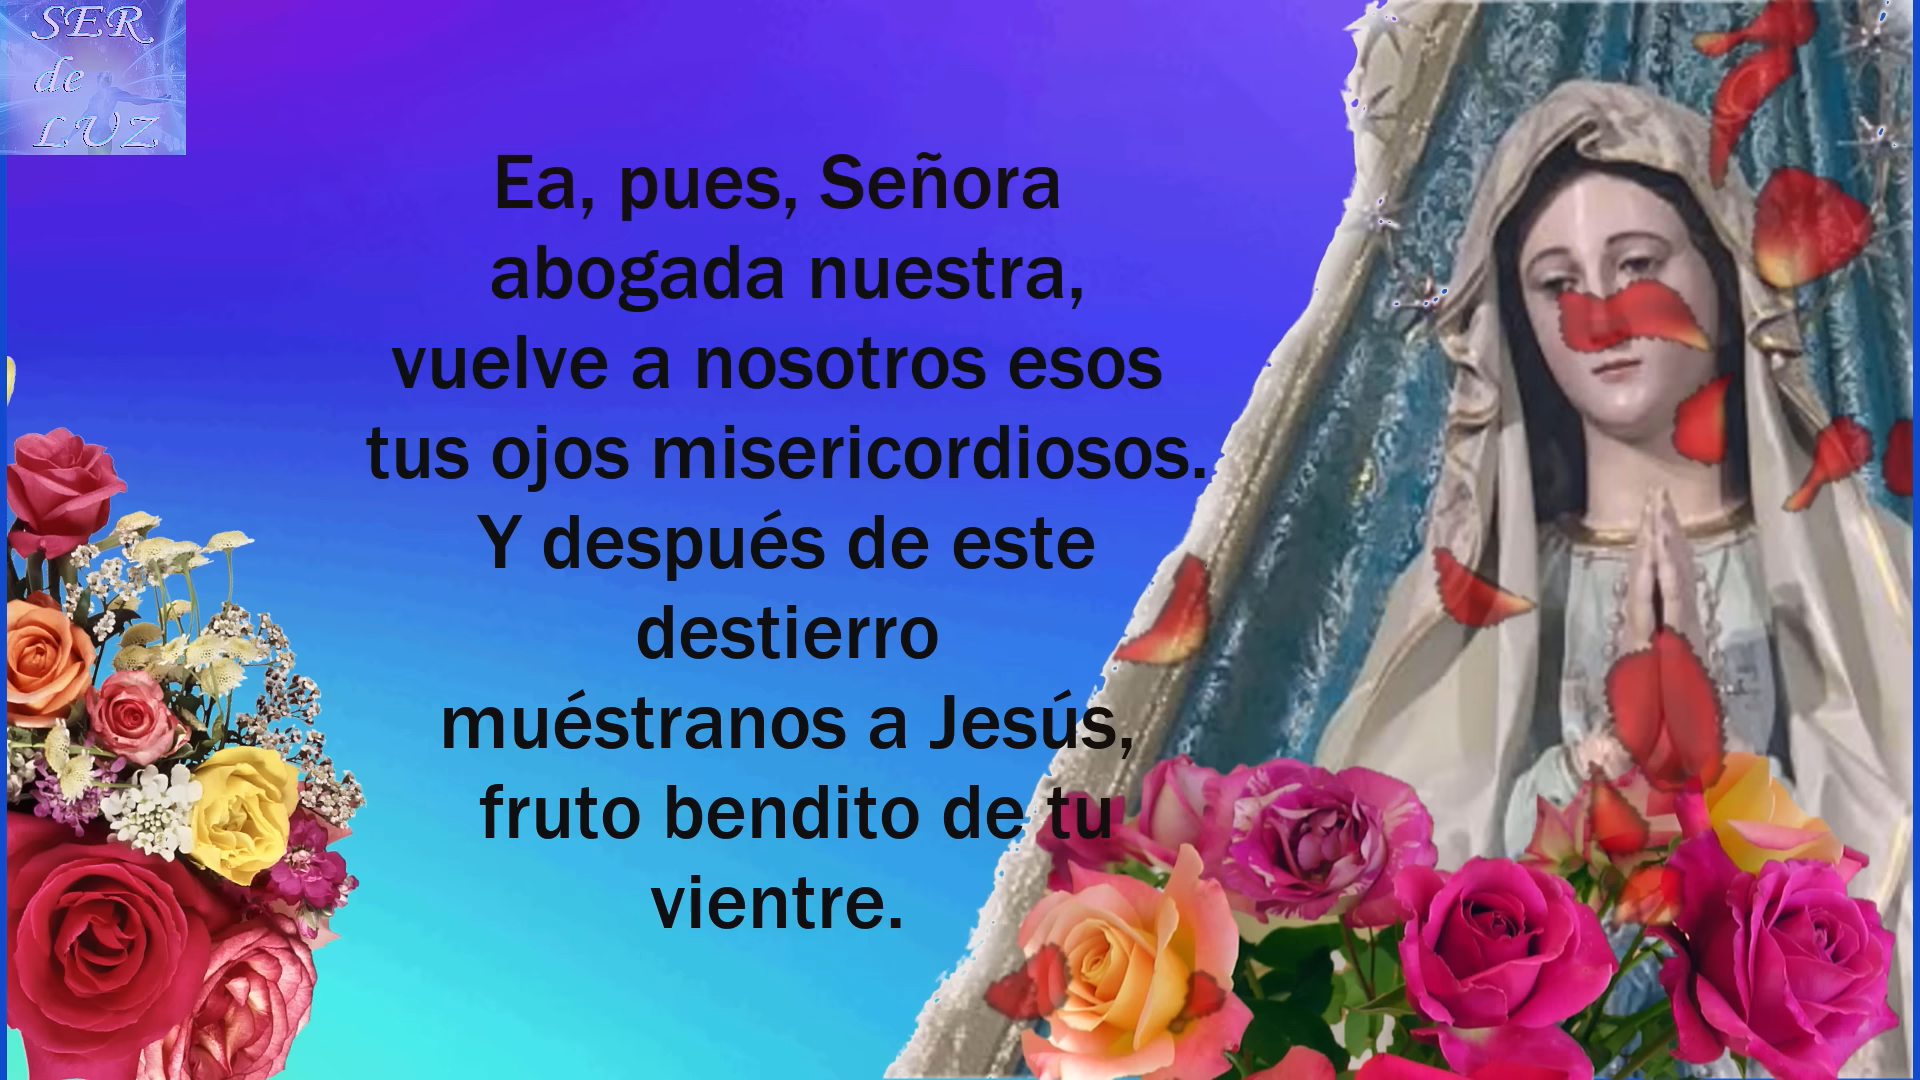 SER
de
LUZ
Ea, pues, Señora
abogada nuestra,
vuelve a nosotros esos
tus ojos misericordiosos.
Y después de este
destierro
muéstranos a Jesús,
fruto bendito de tu
vientre.